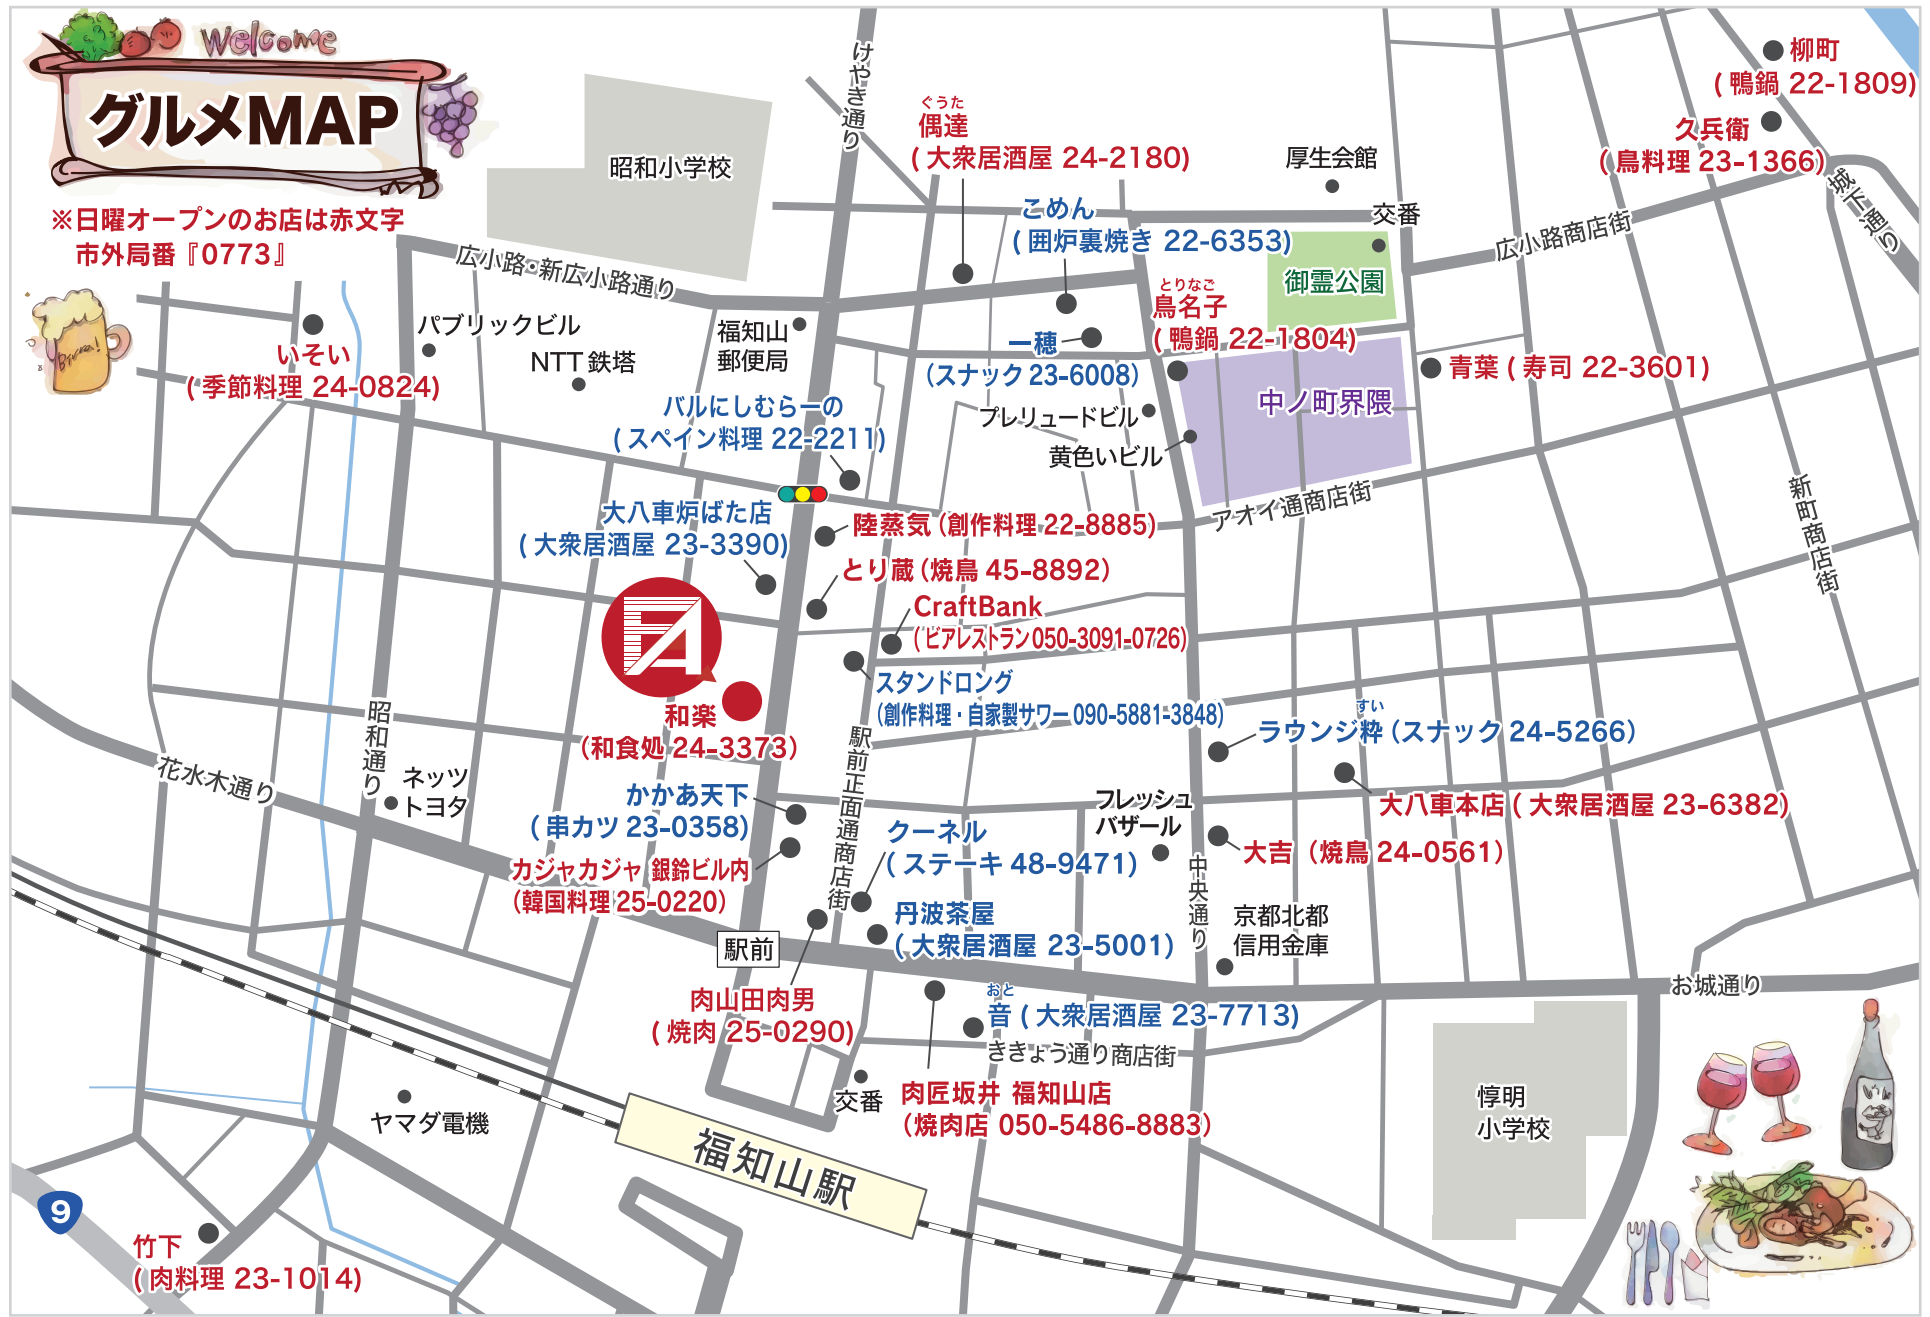 Welcome
グルメMAP
※日曜オープンのお店は赤文字
市外局番『0773』
けやき通り
昭和小学校
ぐうた
偶達
(大衆居酒屋 24-2180)
厚生会館
交番
柳町
(鴨鍋 22-1809)
久兵衛
(鳥料理 23-1366)
城下通り
広小路商店街
こめん
(囲炉裏焼き 22-6353)
御霊公園
広小路・新広小路通り
とりなご
鳥名子
(鴨鍋 22-1804)
いそい
(季節料理 24-0824)
パブリックビル
NTT 鉄塔
福知山
郵便局
一穂
(スナック 23-6008)
青葉 (寿司 22-3601)
中ノ町界隈
プレリュードビル
黄色いビル
バルにしむらーの
(スペイン料理 22-2211)
アオイ通商店街
新町商店街
大八車炉ばた店
(大衆居酒屋 23-3390)
陸蒸気 (創作料理 22-8885)
とり蔵 (焼鳥 45-8892)
CraftBank
(ビアレストラン 050-3091-0726)
スタンドロング
(創作料理・自家製サワー 090-5881-3848)
FA
和楽
(和食処 24-3373)
昭和通り
駅前正面通商店街
すい
ラウンジ粋 (スナック 24-5266)
花水木通り
ネッツ
トヨタ
かかあ天下
(串カツ 23-0358)
カジャカジャ 銀鈴ビル内
(韓国料理 25-0220)
クーネル
(ステーキ 48-9471)
フレッシュ
バザール
大八車本店 (大衆居酒屋 23-6382)
大吉 (焼鳥 24-0561)
中央通り
丹波茶屋
(大衆居酒屋 23-5001)
京都北都
信用金庫
駅前
お城通り
肉山田肉男
(焼肉 25-0290)
おと
音 (大衆居酒屋 23-7713)
ききょう通り商店街
交番
肉匠坂井 福知山店
(焼肉店 050-5486-8883)
ヤマダ電機
福知山駅
惇明
小学校
9
竹下
(肉料理 23-1014)